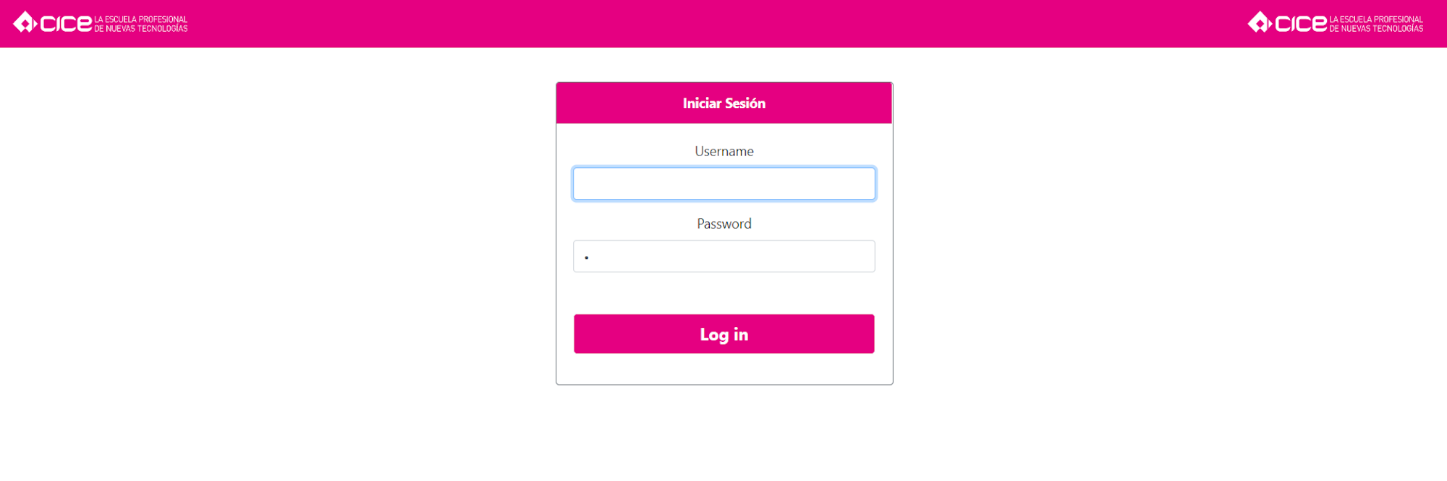 CICE LA ESCUELA PROFESIONAL
DE NUEVAS TECNOLOGÍAS
CICE LA ESCUELA PROFESIONAL
DE NUEVAS TECNOLOGÍAS
Iniciar Sesión
Username
Password
•
Log in